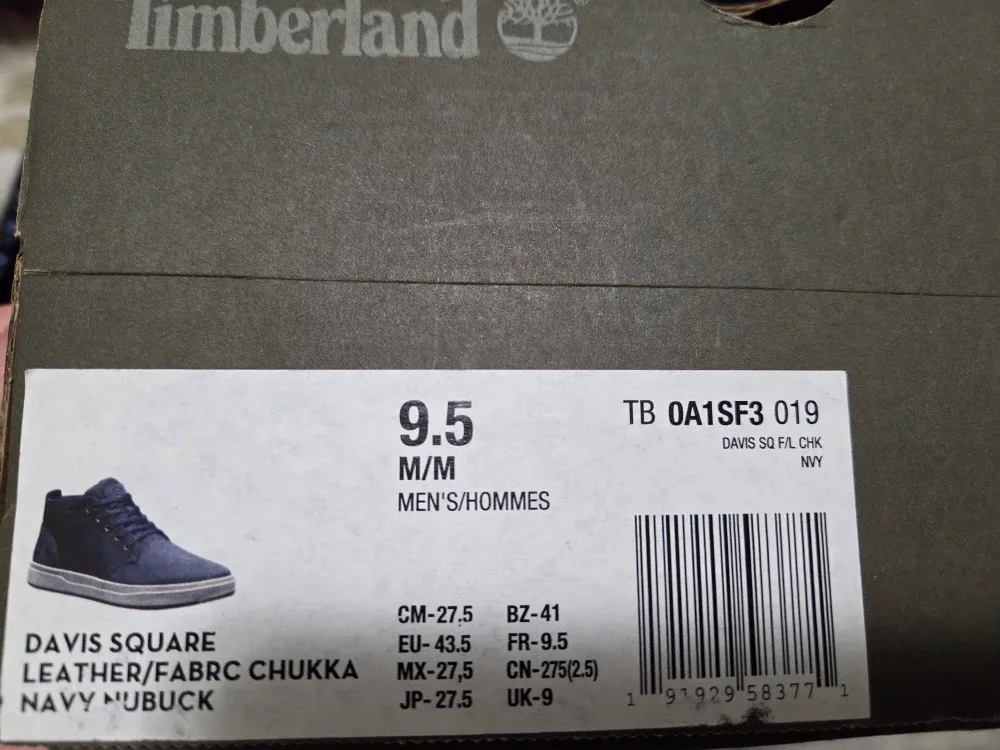 Timberland
9.5
M/M
MEN'S/HOMMES
TB 0A1SF3 019
DAVIS SQ F/L CHK
NVY
DAVIS SQUARE
LEATHER/FABRC CHUKKA
NAVY NUBUCK
CM-27.5 BZ-41
EU-43.5 FR-9.5
MX-27,5 CN-275(2.5)
JP-27.5 UK-9
1 91929 58377 1